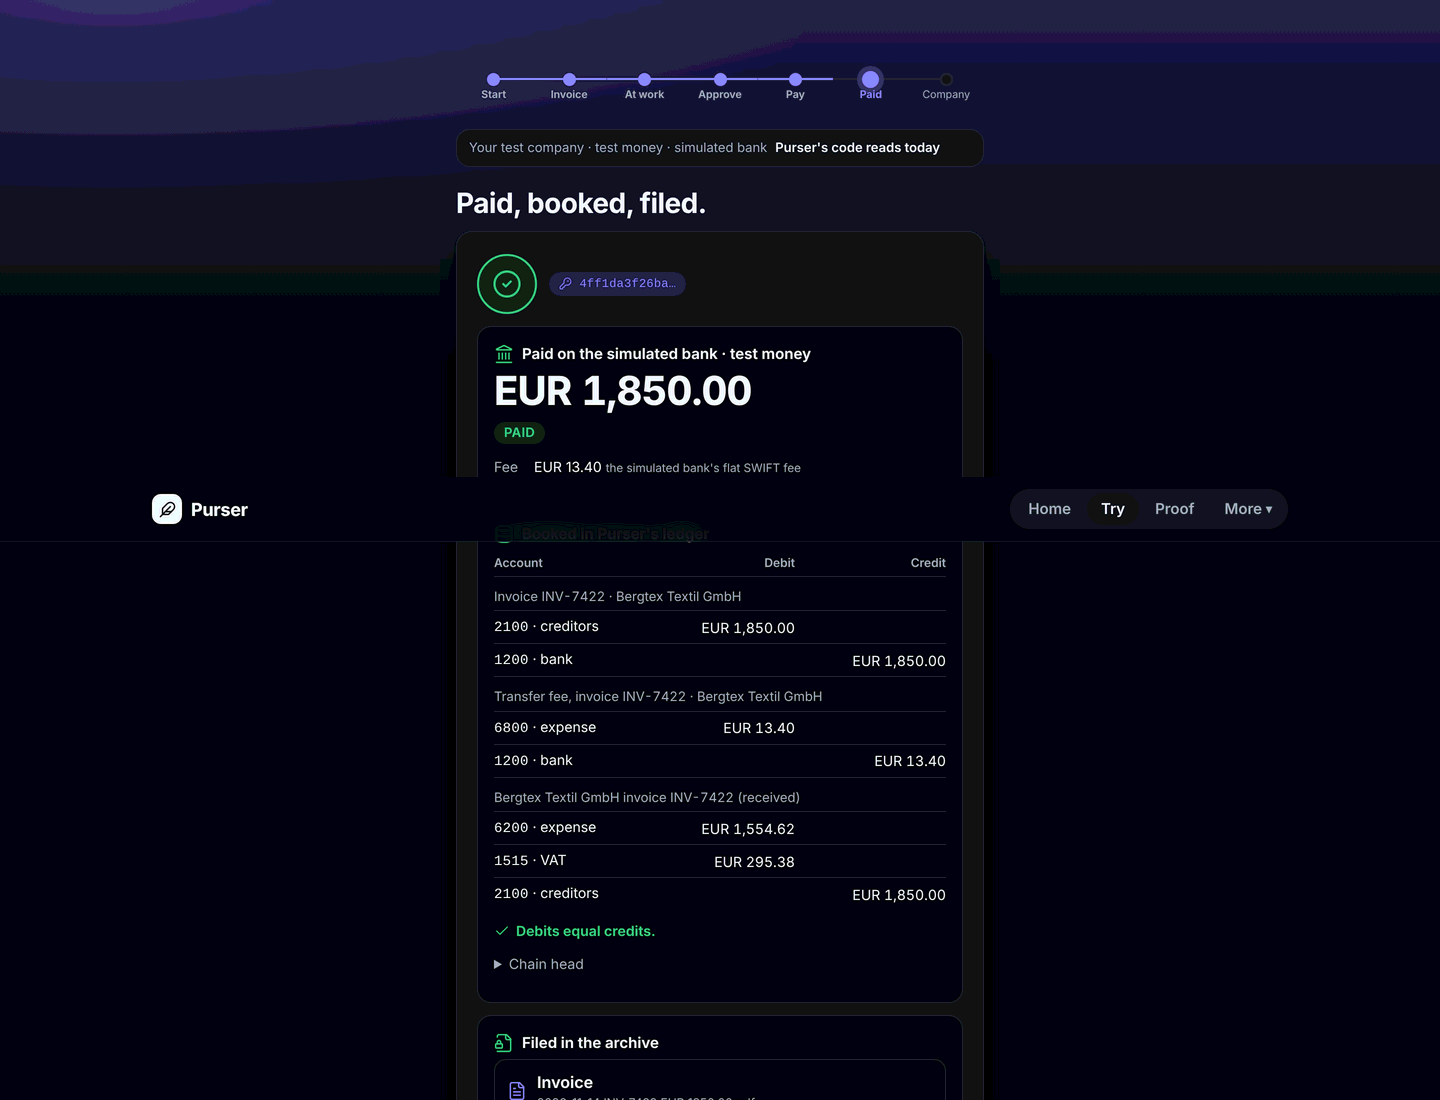 Start Invoice At work Approve Pay Paid Company
Your test company · test money · simulated bank Purser's code reads today
Paid, booked, filed.
4ff1da3f26ba…
Paid on the simulated bank · test money
EUR 1,850.00
PAID
Fee EUR 13.40 the simulated bank's flat SWIFT fee
Purser Home Try Proof More ▾
Booked in Purser's ledger
Account Debit Credit
Invoice INV-7422 · Bergtex Textil GmbH
2100 · creditors EUR 1,850.00
1200 · bank EUR 1,850.00
Transfer fee, invoice INV-7422 · Bergtex Textil GmbH
6800 · expense EUR 13.40
1200 · bank EUR 13.40
Bergtex Textil GmbH invoice INV-7422 (received)
6200 · expense EUR 1,554.62
1515 · VAT EUR 295.38
2100 · creditors EUR 1,850.00
Debits equal credits.
Chain head
Filed in the archive
Invoice